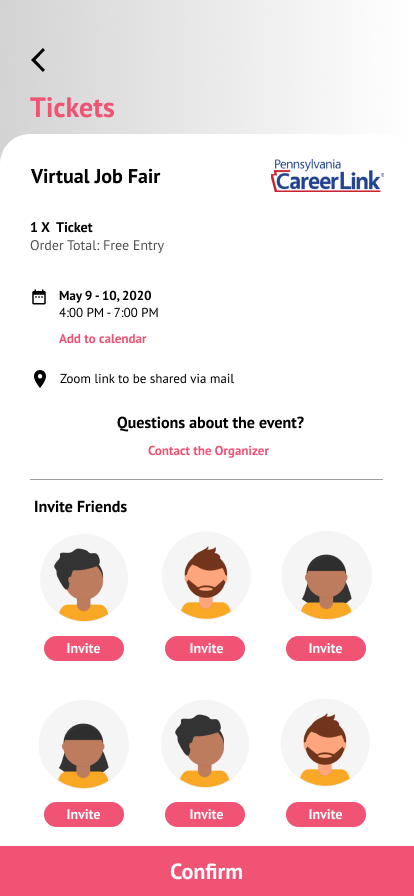 Tickets
Virtual Job Fair
Pennsylvania
CareerLink®
1 X Ticket
Order Total: Free Entry
May 9 - 10, 2020
4:00 PM - 7:00 PM
Add to calendar
Zoom link to be shared via mail
Questions about the event?
Contact the Organizer
Invite Friends
Invite Invite Invite
Invite Invite Invite
Confirm